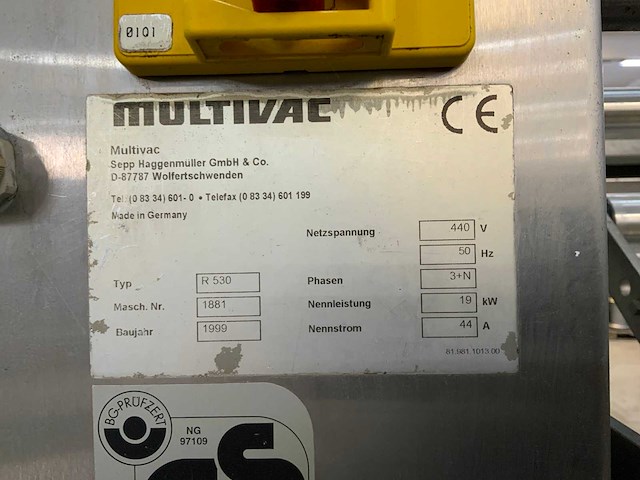 0101
MULTIVAC
CE
Multivac
Sepp Haggenmüller GmbH & Co.
D-87787 Wolfertschwenden
Tel. (0 83 34) 601- 0 • Telefax (0 83 34) 601 199
Made in Germany
Netzspannung 440 V
50 Hz
Typ R 530 Phasen 3+N
Masch. Nr. 1881 Nennleistung 19 kW
Baujahr 1999 Nennstrom 44 A
81.981.1013.00
BG-PRÜFZERT
NG
97109
GS